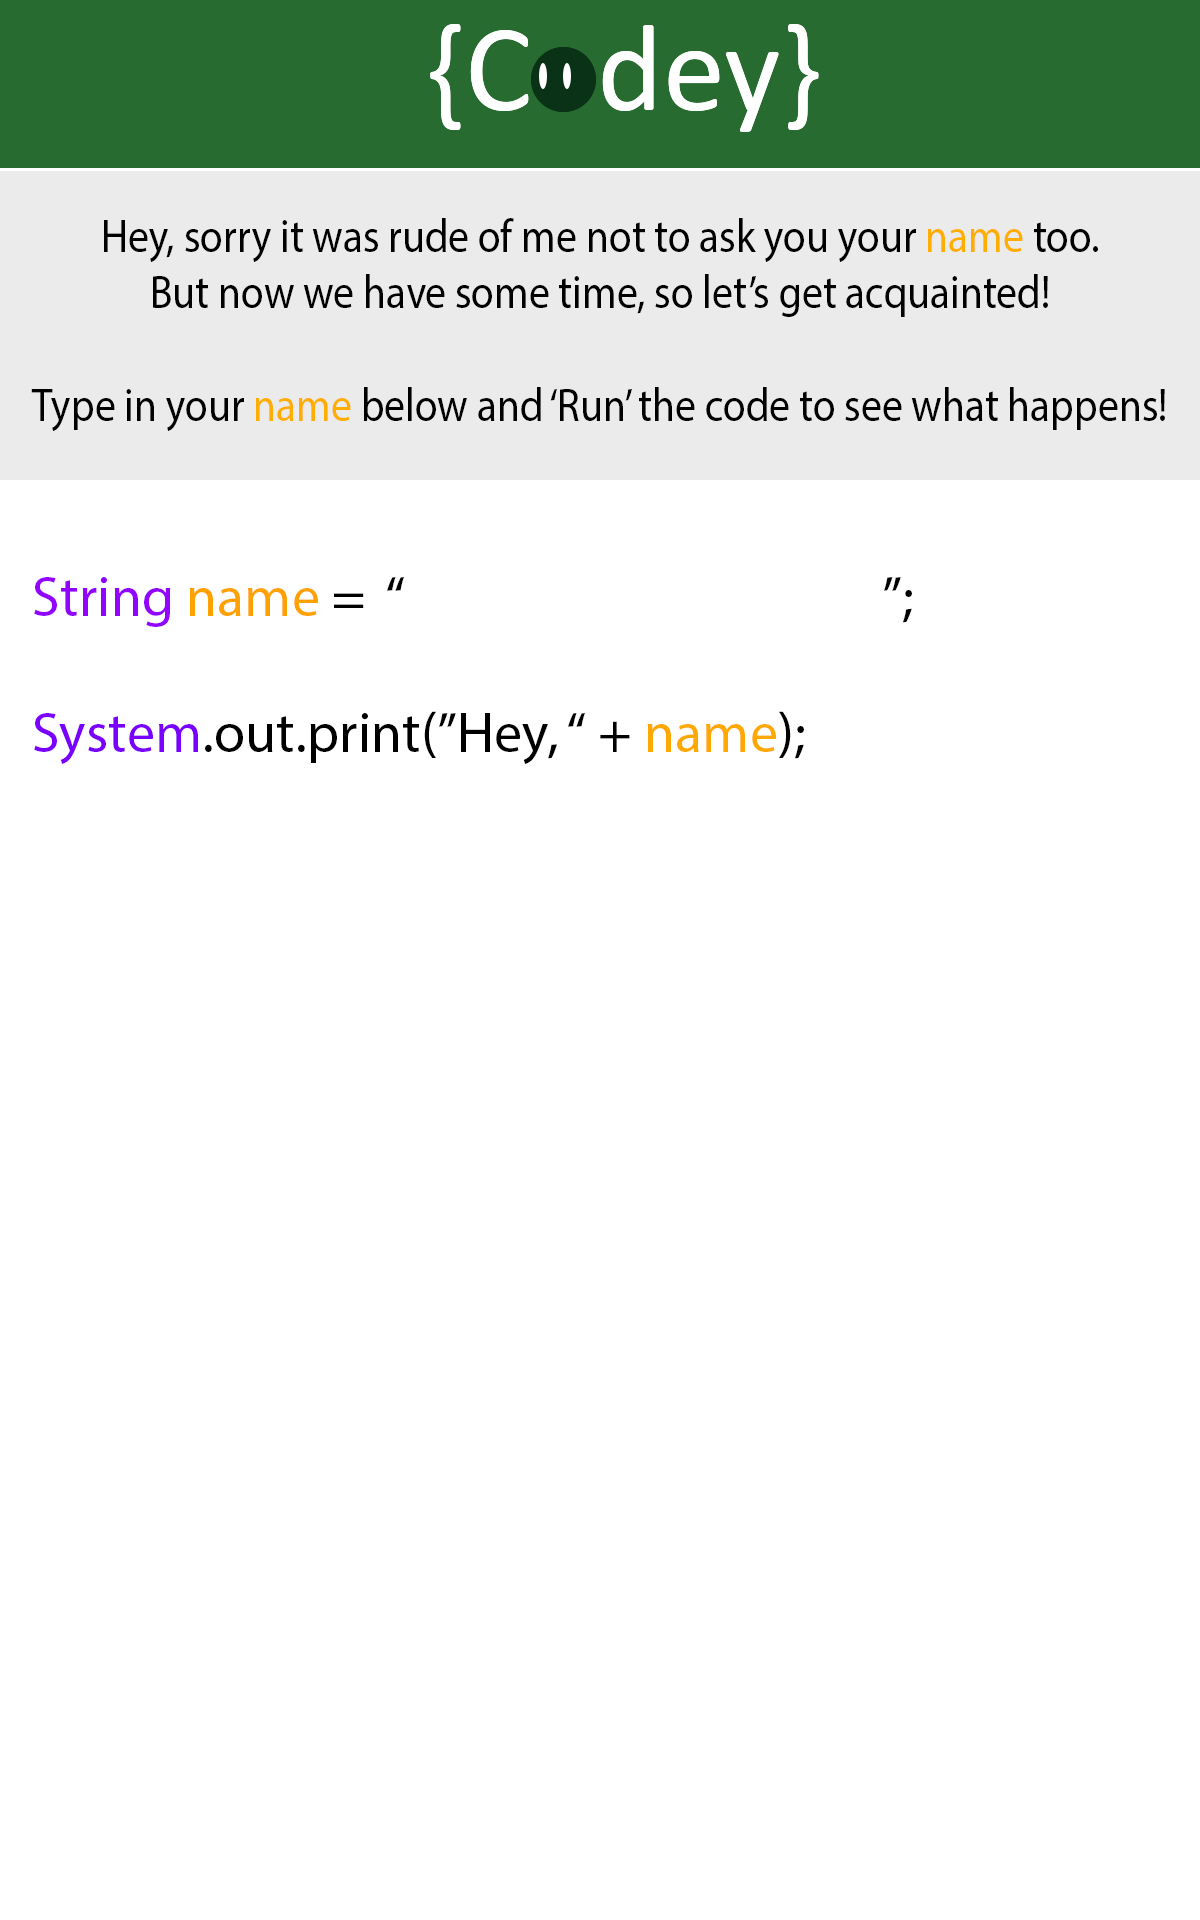 {Codey}
Hey, sorry it was rude of me not to ask you your name too.
But now we have some time, so let’s get acquainted!
Type in your name below and ‘Run’ the code to see what happens!
String name = “ ”;
System.out.print(”Hey, “ + name);